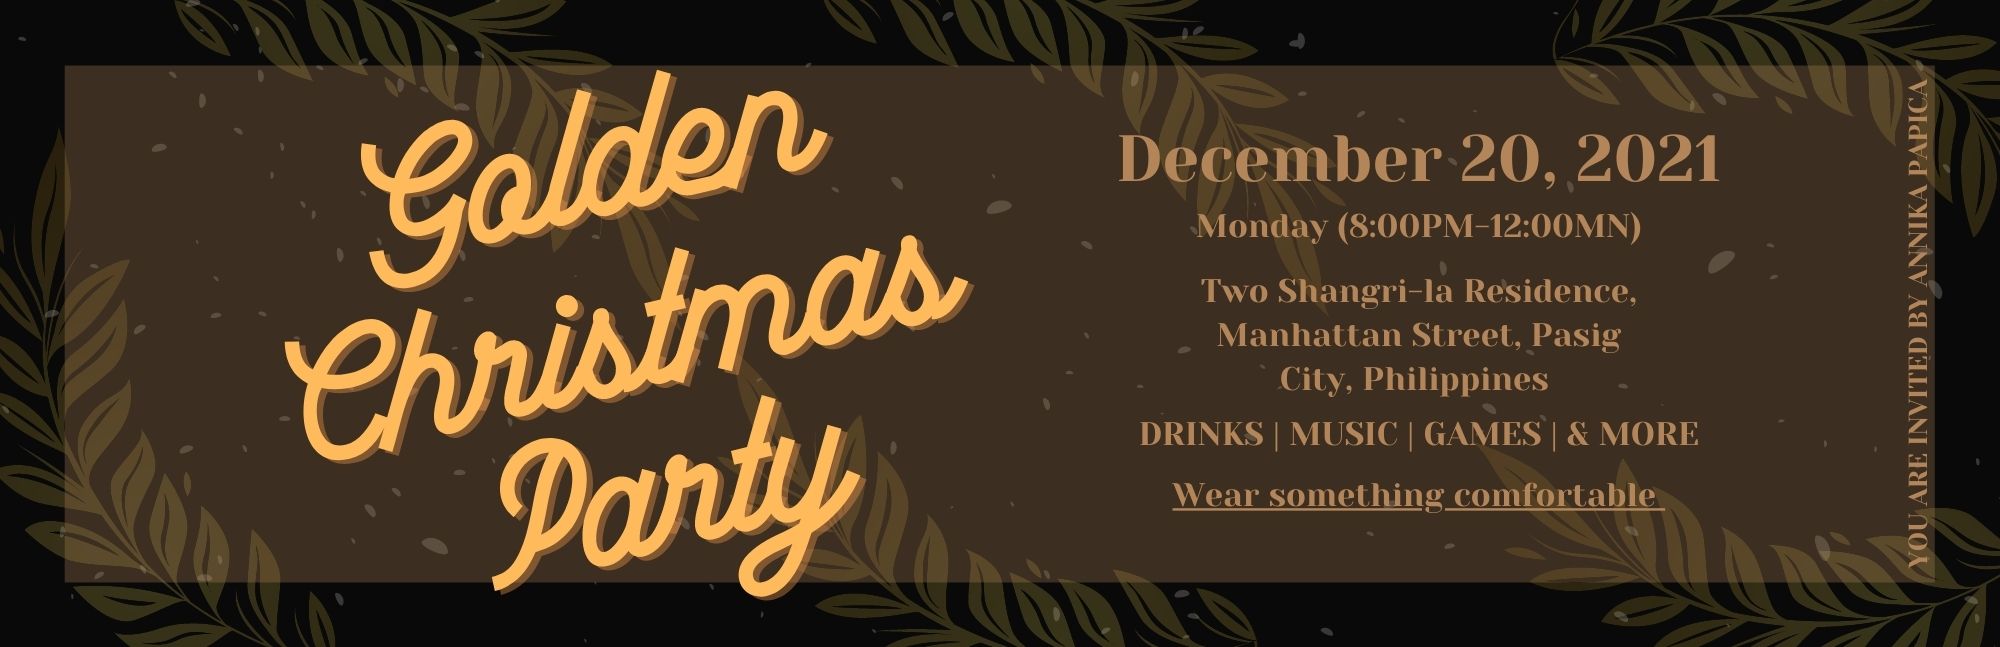 Golden
Christmas
Party
December 20, 2021
Monday (8:00PM-12:00MN)
Two Shangri-la Residence,
Manhattan Street, Pasig
City, Philippines
DRINKS | MUSIC | GAMES | & MORE
Wear something comfortable
YOU ARE INVITED BY ANNIKA PAPICA